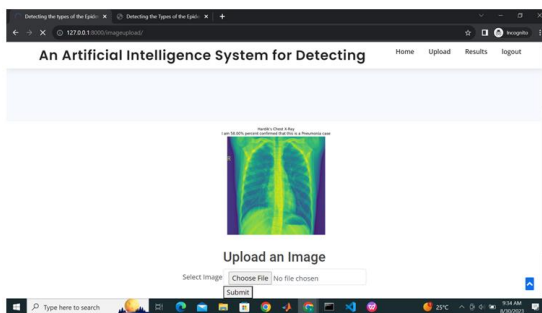 Detecting the types of the Epide
Detecting the Types of the Epide
127.0.0.1:8000/imageupload/
Incognito
An Artificial Intelligence System for Detecting
Home Upload Results logout
Chest X Ray
I am 58.00% percent confirmed that this is a Pneumonia case
Upload an Image
Select Image Choose File No file chosen
Submit
Type here to search
25°C
9:34 AM
8/30/2023